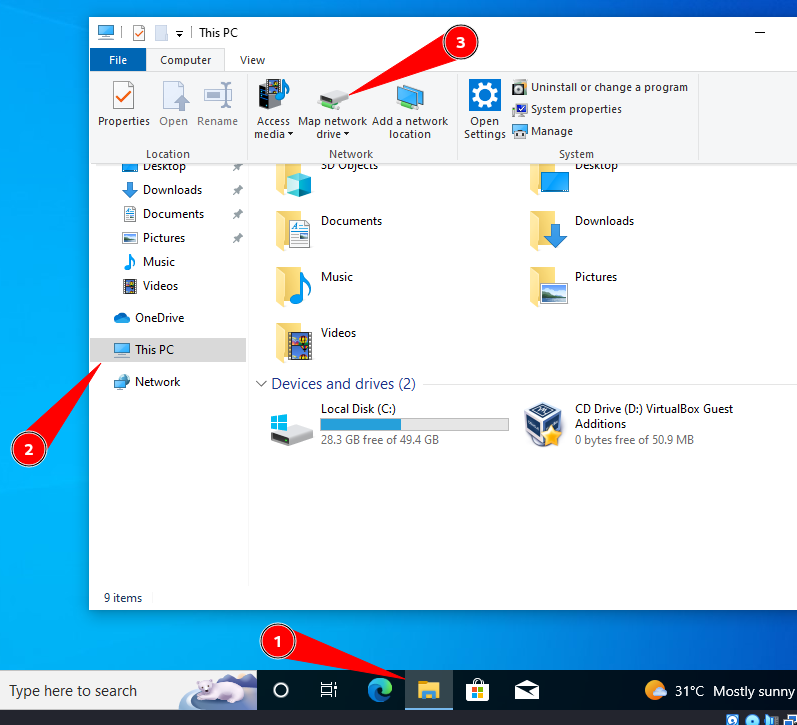 This PC
File
Computer
View
3
Properties
Open
Rename
Access
media
Map network
drive
Add a network
location
Open
Settings
Uninstall or change a program
System properties
Manage
Location
Network
System
Desktop
Downloads
Documents
Pictures
Music
Videos
OneDrive
This PC
Network
3D Objects
Desktop
Documents
Downloads
Music
Pictures
Videos
Devices and drives (2)
Local Disk (C:)
28.3 GB free of 49.4 GB
CD Drive (D:) VirtualBox Guest
Additions
0 bytes free of 50.9 MB
2
9 items
1
Type here to search
31°C Mostly sunny